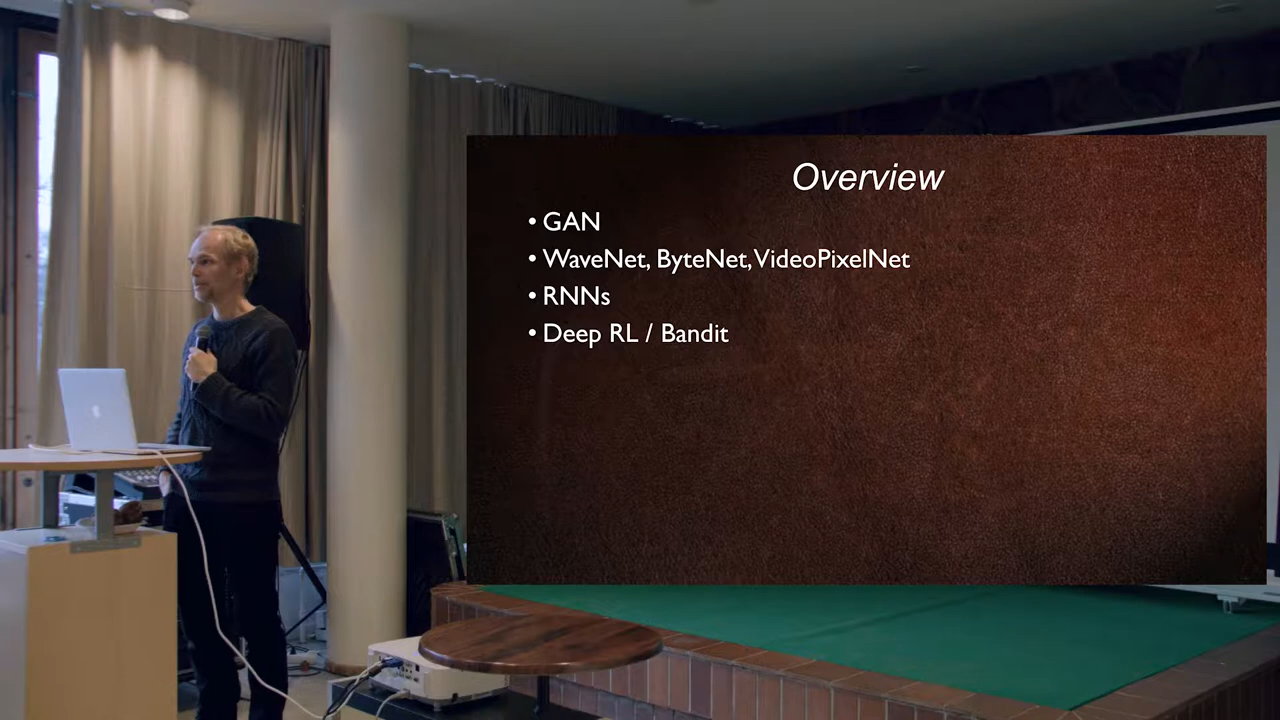 Overview
• GAN
• WaveNet, ByteNet, VideoPixelNet
• RNNs
• Deep RL / Bandit